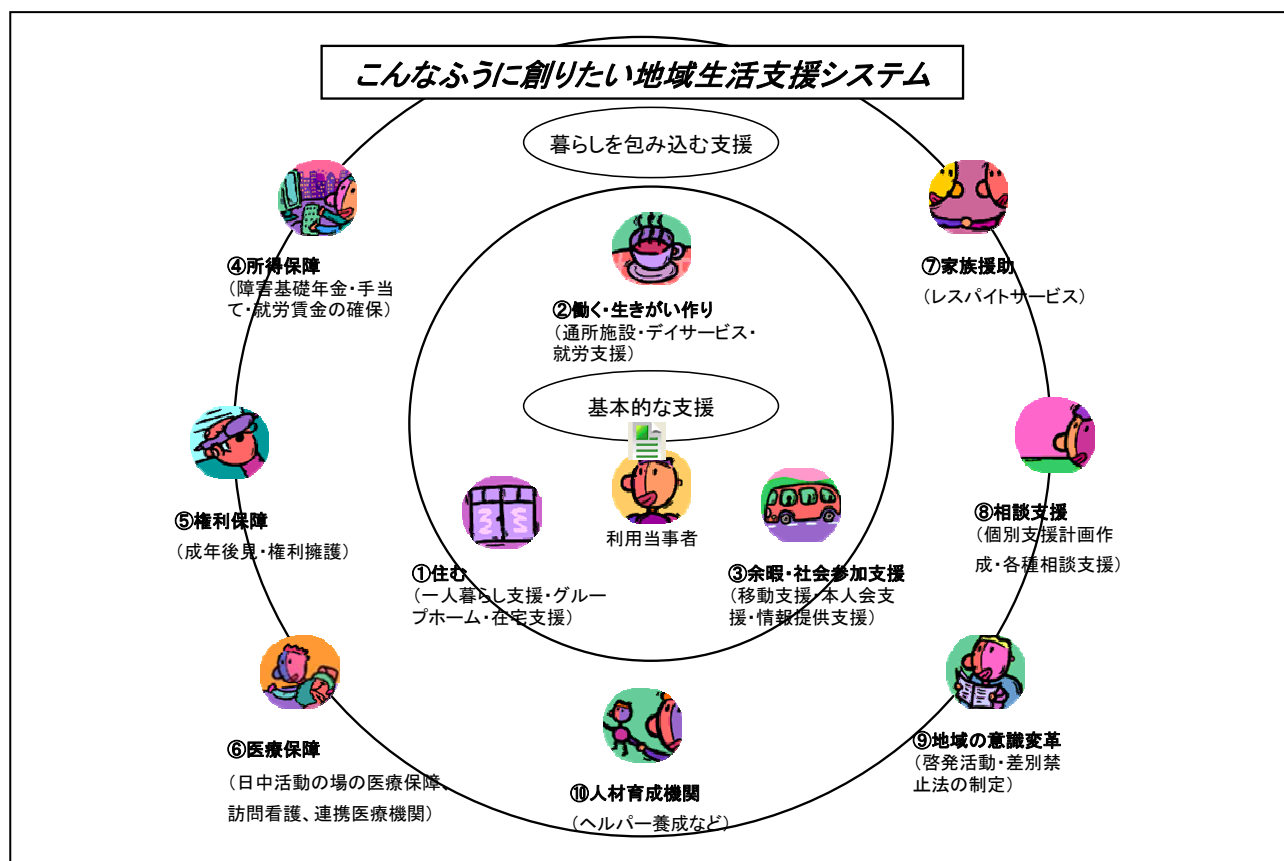 こんなふうに創りたい地域生活支援システム
暮らしを包み込む支援
④所得保障
（障害基礎年金・手当
て・就労賃金の確保）
②働く・生きがい作り
（通所施設・デイサービス・
就労支援）
⑦家族援助
（レスパイトサービス）
基本的な支援
利用当事者
⑤権利保障
（成年後見・権利擁護）
①住む
（一人暮らし支援・グルー
プホーム・在宅支援）
③余暇・社会参加支援
（移動支援・本人会支
援・情報提供支援）
⑧相談支援
（個別支援計画作
成・各種相談支援）
⑥医療保障
（日中活動の場の医療保障、
訪問看護、連携医療機関）
⑩人材育成機関
（ヘルパー養成など）
⑨地域の意識変革
（啓発活動・差別禁
止法の制定）